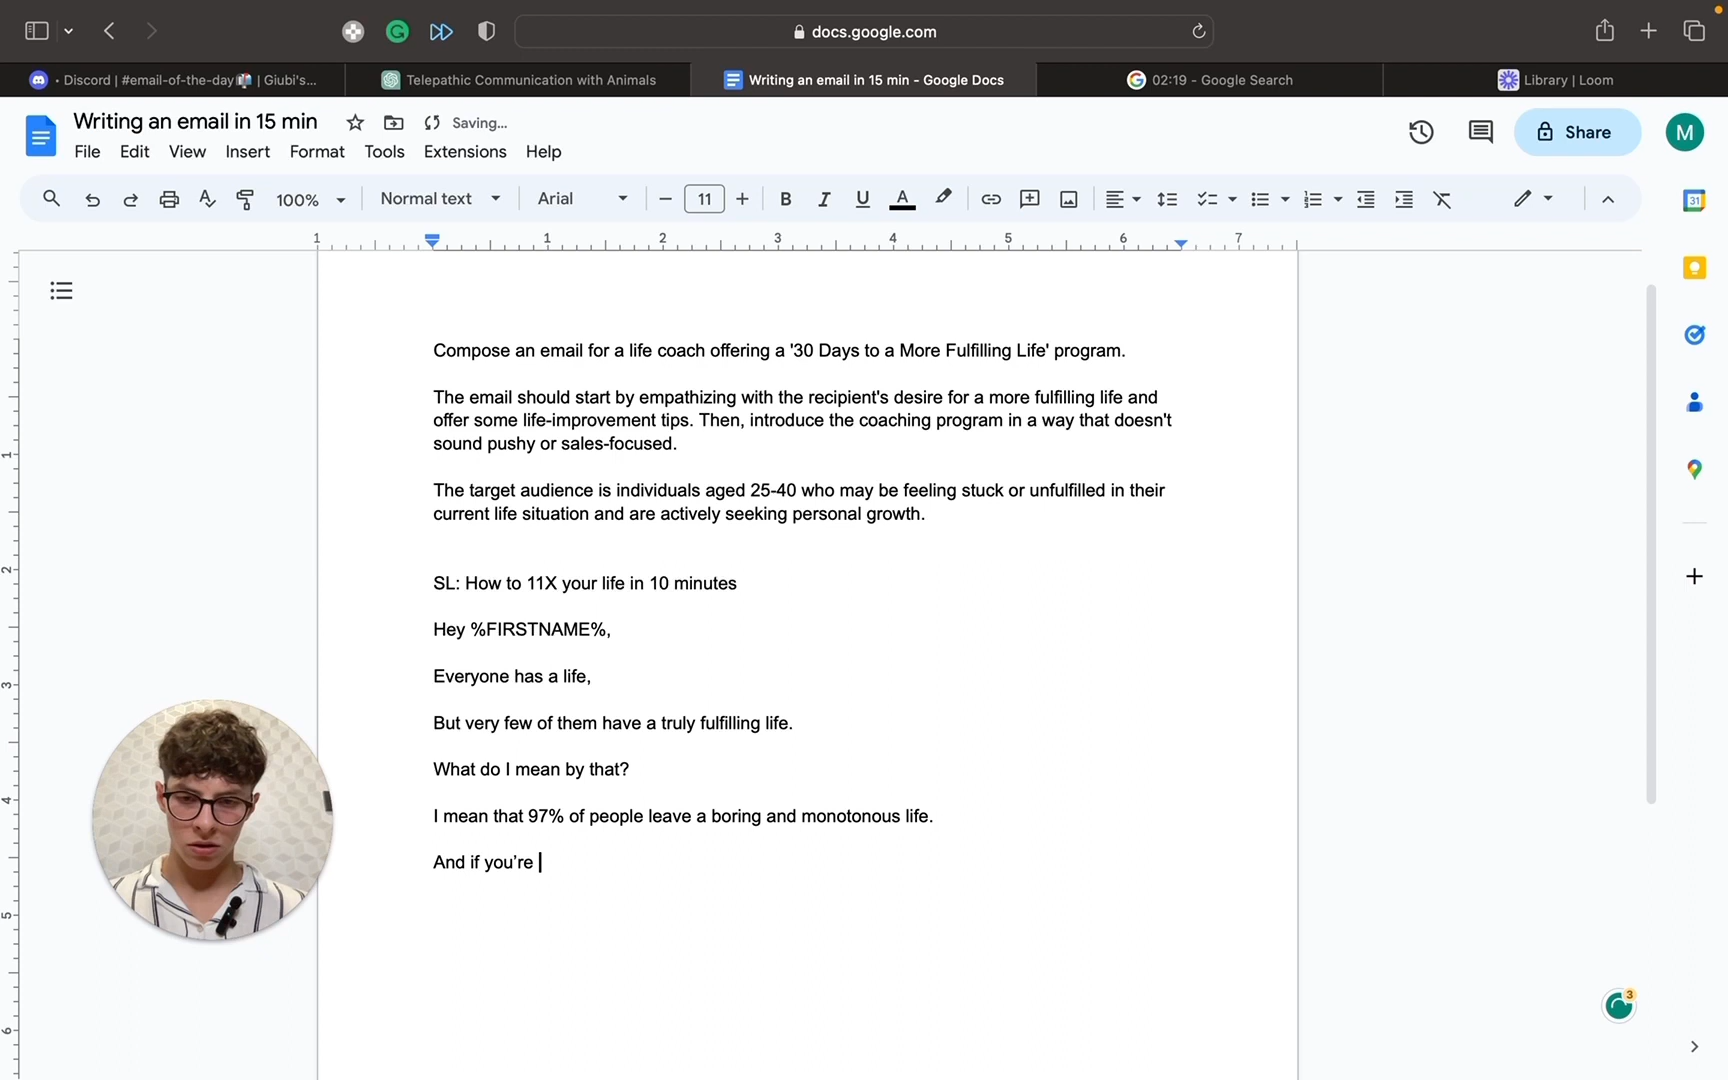 docs.google.com
• Discord | #email-of-the-day📬 | Giubi's...
Telepathic Communication with Animals
Writing an email in 15 min - Google Docs
02:19 - Google Search
Library | Loom
Writing an email in 15 min
Saving...
Share
M
File Edit View Insert Format Tools Extensions Help
100% Normal text Arial 11 B I U A
31
1 1 2 3 4 5 6 7
Compose an email for a life coach offering a '30 Days to a More Fulfilling Life' program.
The email should start by empathizing with the recipient's desire for a more fulfilling life and
offer some life-improvement tips. Then, introduce the coaching program in a way that doesn't
sound pushy or sales-focused.
The target audience is individuals aged 25-40 who may be feeling stuck or unfulfilled in their
current life situation and are actively seeking personal growth.
SL: How to 11X your life in 10 minutes
Hey %FIRSTNAME%,
Everyone has a life,
But very few of them have a truly fulfilling life.
What do I mean by that?
I mean that 97% of people leave a boring and monotonous life.
And if you’re
1
2
3
4
5
6
3